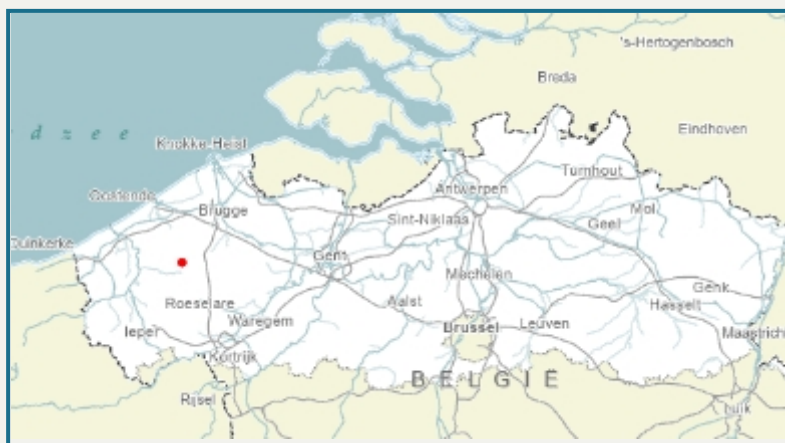 's-Hertogenbosch
Breda
d z e e
Eindhoven
Knokke-Heist
Turnhout
Oostende
Antwerpen
Brugge
Mol
Sint-Niklaas
Geel
Duinkerke
Gent
Mechelen
Genk
Roeselare
Aalst
Hasselt
Ieper
Waregem
Brussel
Leuven
Maastrich
Kortrijk
BELGIË
Rijsel
Luik